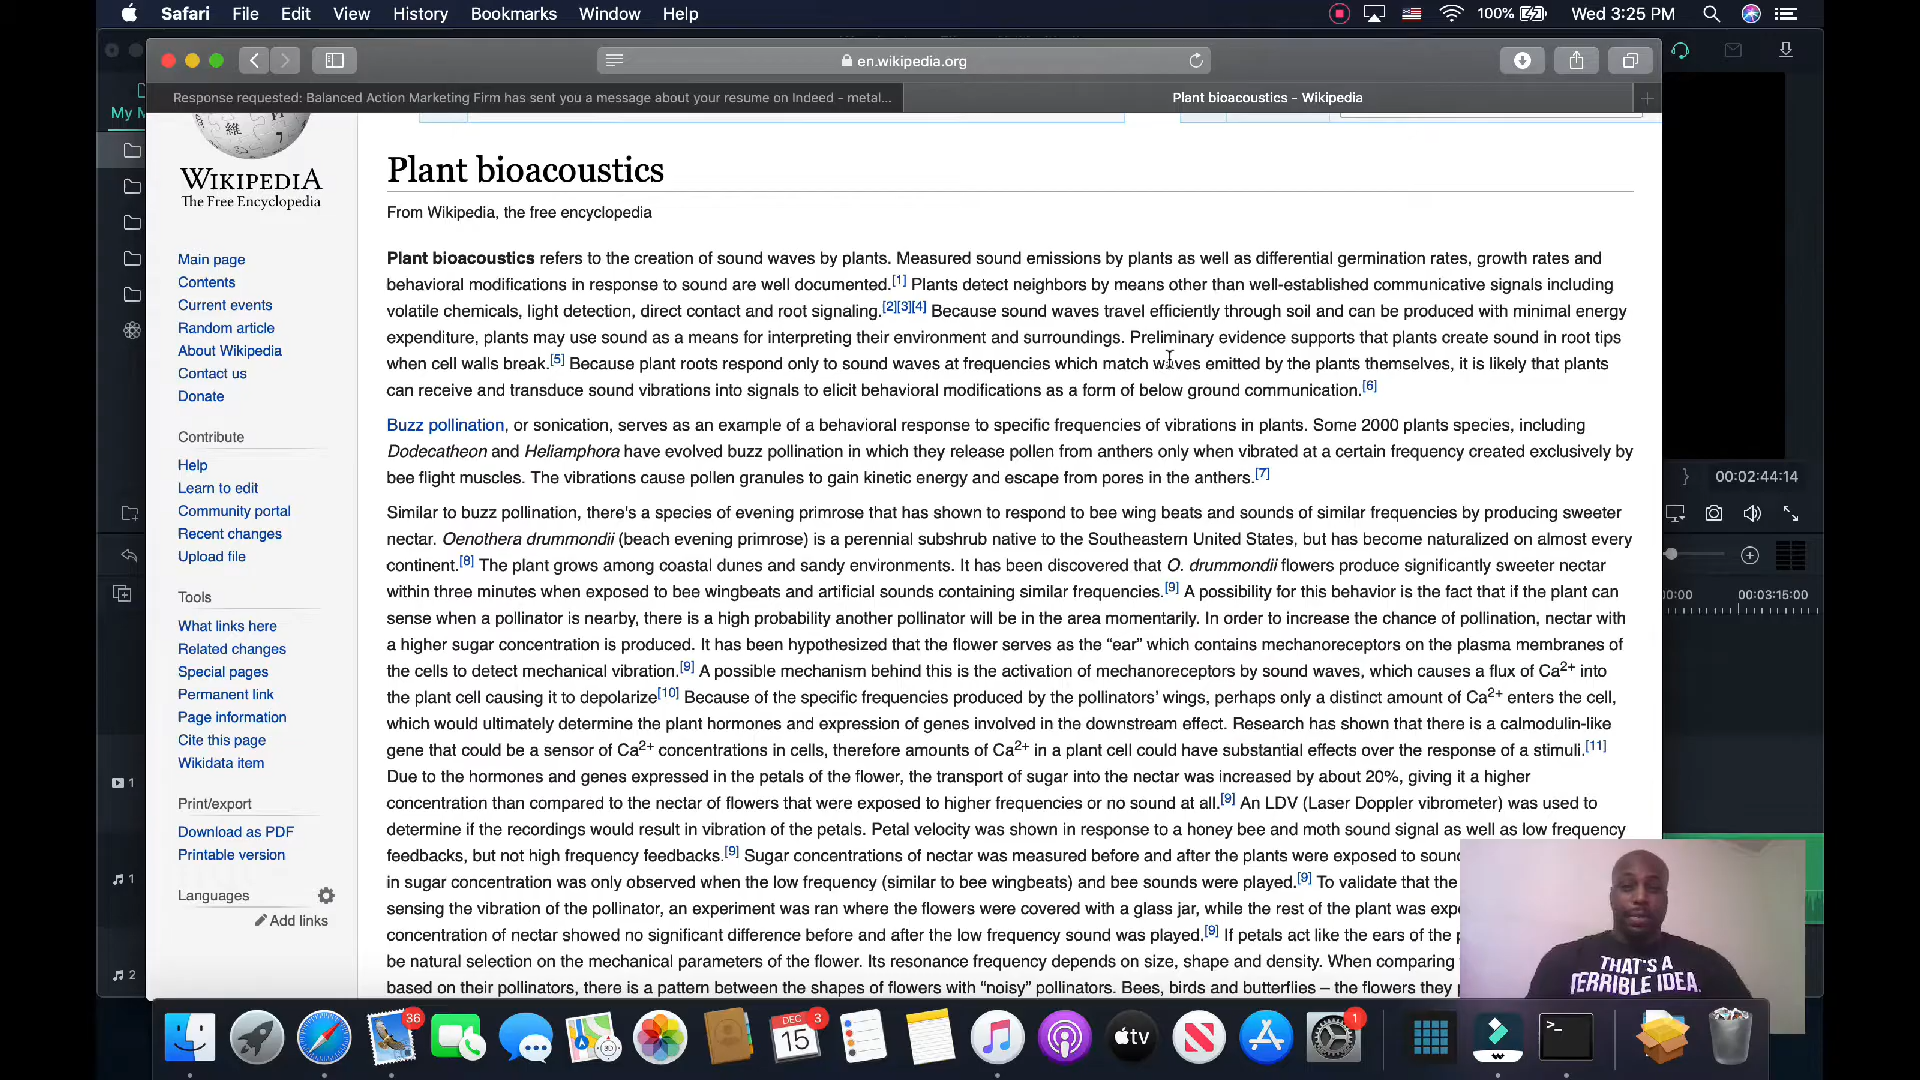 Safari File Edit View History Bookmarks Window Help 100% Wed 3:25 PM
en.wikipedia.org
Response requested: Balanced Action Marketing Firm has sent you a message about your resume on Indeed - metal...
Plant bioacoustics - Wikipedia
My M
WIKIPEDIA
The Free Encyclopedia
Main page
Contents
Current events
Random article
About Wikipedia
Contact us
Donate
Contribute
Help
Learn to edit
Community portal
Recent changes
Upload file
Tools
What links here
Related changes
Special pages
Permanent link
Page information
Cite this page
Wikidata item
Print/export
Download as PDF
Printable version
Languages
Add links
Plant bioacoustics
From Wikipedia, the free encyclopedia
Plant bioacoustics refers to the creation of sound waves by plants. Measured sound emissions by plants as well as differential germination rates, growth rates and
behavioral modifications in response to sound are well documented.[1] Plants detect neighbors by means other than well-established communicative signals including
volatile chemicals, light detection, direct contact and root signaling.[2][3][4] Because sound waves travel efficiently through soil and can be produced with minimal energy
expenditure, plants may use sound as a means for interpreting their environment and surroundings. Preliminary evidence supports that plants create sound in root tips
when cell walls break.[5] Because plant roots respond only to sound waves at frequencies which match waves emitted by the plants themselves, it is likely that plants
can receive and transduce sound vibrations into signals to elicit behavioral modifications as a form of below ground communication.[6]
Buzz pollination, or sonication, serves as an example of a behavioral response to specific frequencies of vibrations in plants. Some 2000 plants species, including
Dodecatheon and Heliamphora have evolved buzz pollination in which they release pollen from anthers only when vibrated at a certain frequency created exclusively by
bee flight muscles. The vibrations cause pollen granules to gain kinetic energy and escape from pores in the anthers.[7]
Similar to buzz pollination, there's a species of evening primrose that has shown to respond to bee wing beats and sounds of similar frequencies by producing sweeter
nectar. Oenothera drummondii (beach evening primrose) is a perennial subshrub native to the Southeastern United States, but has become naturalized on almost every
continent.[8] The plant grows among coastal dunes and sandy environments. It has been discovered that O. drummondii flowers produce significantly sweeter nectar
within three minutes when exposed to bee wingbeats and artificial sounds containing similar frequencies.[9] A possibility for this behavior is the fact that if the plant can
sense when a pollinator is nearby, there is a high probability another pollinator will be in the area momentarily. In order to increase the chance of pollination, nectar with
a higher sugar concentration is produced. It has been hypothesized that the flower serves as the “ear” which contains mechanoreceptors on the plasma membranes of
the cells to detect mechanical vibration.[9] A possible mechanism behind this is the activation of mechanoreceptors by sound waves, which causes a flux of Ca2+ into
the plant cell causing it to depolarize[10] Because of the specific frequencies produced by the pollinators’ wings, perhaps only a distinct amount of Ca2+ enters the cell,
which would ultimately determine the plant hormones and expression of genes involved in the downstream effect. Research has shown that there is a calmodulin-like
gene that could be a sensor of Ca2+ concentrations in cells, therefore amounts of Ca2+ in a plant cell could have substantial effects over the response of a stimuli.[11]
Due to the hormones and genes expressed in the petals of the flower, the transport of sugar into the nectar was increased by about 20%, giving it a higher
concentration than compared to the nectar of flowers that were exposed to higher frequencies or no sound at all.[9] An LDV (Laser Doppler vibrometer) was used to
determine if the recordings would result in vibration of the petals. Petal velocity was shown in response to a honey bee and moth sound signal as well as low frequency
feedbacks, but not high frequency feedbacks.[9] Sugar concentrations of nectar was measured before and after the plants were exposed to soun
in sugar concentration was only observed when the low frequency (similar to bee wingbeats) and bee sounds were played.[9] To validate that the
sensing the vibration of the pollinator, an experiment was ran where the flowers were covered with a glass jar, while the rest of the plant was exp
concentration of nectar showed no significant difference before and after the low frequency sound was played.[9] If petals act like the ears of the p
be natural selection on the mechanical parameters of the flower. Its resonance frequency depends on size, shape and density. When comparing
based on their pollinators, there is a pattern between the shapes of flowers with “noisy” pollinators. Bees, birds and butterflies – the flowers they p
00:02:44:14
00:00
00:03:15:00
1
1
2
THAT'S A
TERRIBLE IDEA.
36
DEC
15
3
tv
1